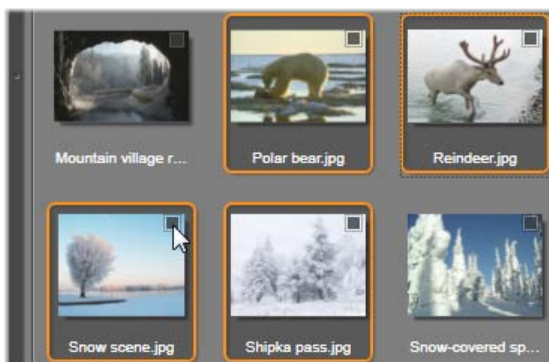 Mountain village r...
Polar bear.jpg
Reindeer.jpg
Snow scene.jpg
Shipka pass.jpg
Snow-covered sp...